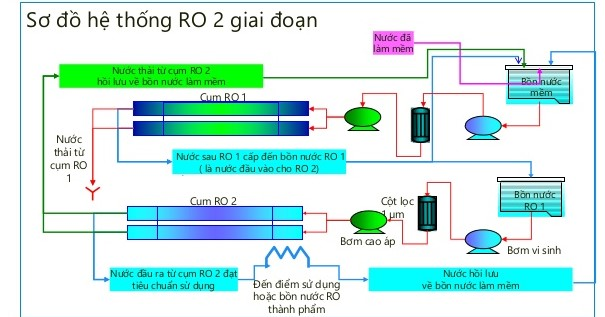 Sơ đồ hệ thống RO 2 giai đoạn
Nước đã
làm mềm
Nước thải từ cụm RO 2
hồi lưu về bồn nước làm mềm
Bồn nước
mềm
Cụm RO 1
Nước
thải từ
cụm RO
1
Nước sau RO 1 cấp đến bồn nước RO 1
( là nước đầu vào cho RO 2)
Bồn nước
RO 1
Cụm RO 2
Cột lọc
1 µm
Bơm cao áp
Bơm vi sinh
Nước đầu ra từ cụm RO 2 đạt
tiêu chuẩn sử dụng
Đến điểm sử dụng
hoặc bồn nước RO
thành phẩm
Nước hồi lưu
về bồn nước làm mềm